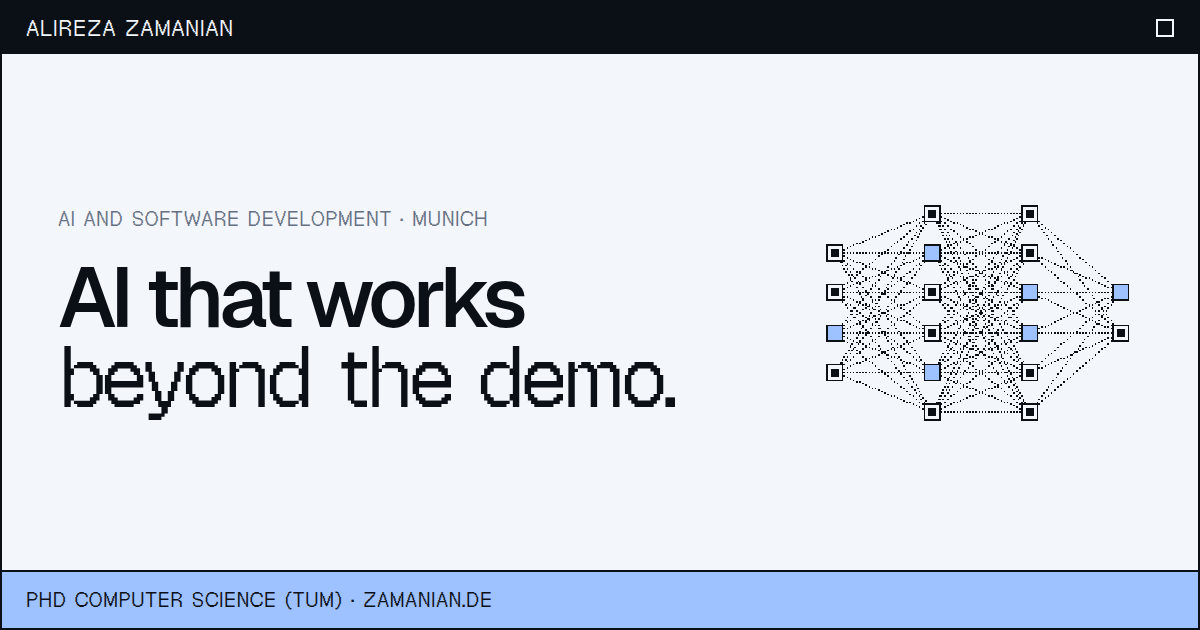 ALIREZA ZAMANIAN
AI AND SOFTWARE DEVELOPMENT · MUNICH
AI that works
beyond the demo.
PHD COMPUTER SCIENCE (TUM) · ZAMANIAN.DE